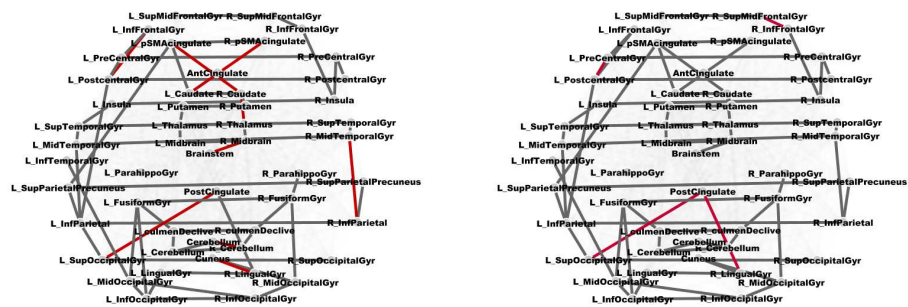 L_SupMidFrontalGyr R_SupMidFrontalGyr
L_InfFrontalGyr R_InfFrontalGyr
L_pSMAcingulate R_pSMAcingulate
L_PreCentralGyr R_PreCentralGyr
AntCingulate
L_PostcentralGyr R_PostcentralGyr
L_Caudate R_Caudate
L_Insula L_Putamen R_Putamen R_Insula
L_SupTemporalGyr L_Thalamus R_Thalamus R_SupTemporalGyr
R_MidTemporalGyr
L_MidTemporalGyr L_Midbrain R_Midbrain
Brainstem
L_InfTemporalGyr
L_ParahippoGyr R_ParahippoGyr
L_SupParietalPrecuneus R_SupParietalPrecuneus
PostCingulate
L_FusiformGyr R_FusiformGyr
L_InfParietal R_InfParietal
L_culmenDeclive R_culmenDeclive
Cerebellum
L_Cerebellum R_Cerebellum
L_SupOccipitalGyr Cuneus R_SupOccipitalGyr
L_LingualGyr R_LingualGyr
L_MidOccipitalGyr R_MidOccipitalGyr
L_InfOccipitalGyr R_InfOccipitalGyr
L_SupMidFrontalGyr R_SupMidFrontalGyr
L_InfFrontalGyr R_InfFrontalGyr
L_pSMAcingulate R_pSMAcingulate
L_PreCentralGyr R_PreCentralGyr
AntCingulate
L_PostcentralGyr R_PostcentralGyr
L_Caudate R_Caudate
L_Insula L_Putamen R_Putamen R_Insula
L_SupTemporalGyr L_Thalamus R_Thalamus R_SupTemporalGyr
R_MidTemporalGyr
L_MidTemporalGyr L_Midbrain R_Midbrain
Brainstem
L_InfTemporalGyr
L_ParahippoGyr R_ParahippoGyr
L_SupParietalPrecuneus R_SupParietalPrecuneus
PostCingulate
L_FusiformGyr R_FusiformGyr
L_InfParietal R_InfParietal
L_culmenDeclive R_culmenDeclive
Cerebellum
L_Cerebellum R_Cerebellum
L_SupOccipitalGyr Cuneus R_SupOccipitalGyr
L_LingualGyr R_LingualGyr
L_MidOccipitalGyr R_MidOccipitalGyr
L_InfOccipitalGyr R_InfOccipitalGyr